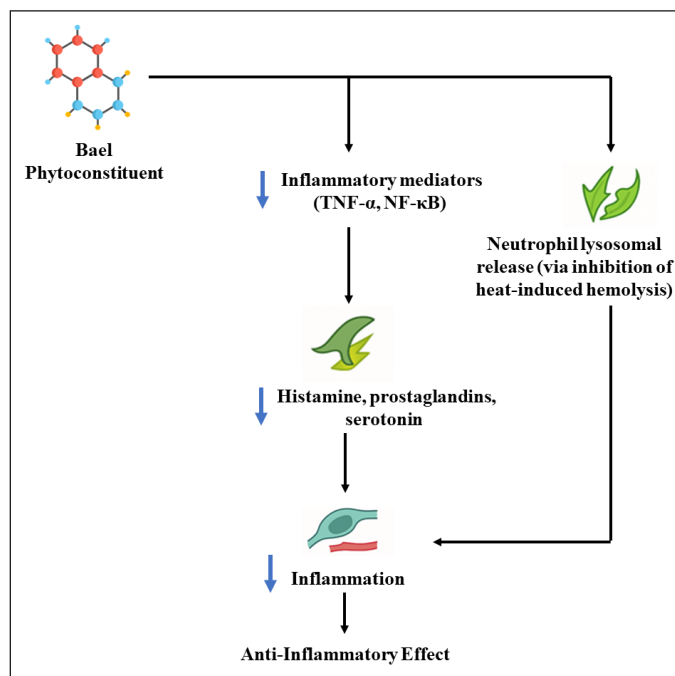 Bael
Phytoconstituent
Inflammatory mediators
(TNF-α, NF-κB)
Neutrophil lysosomal
release (via inhibition of
heat-induced hemolysis)
Histamine, prostaglandins,
serotonin
Inflammation
Anti-Inflammatory Effect